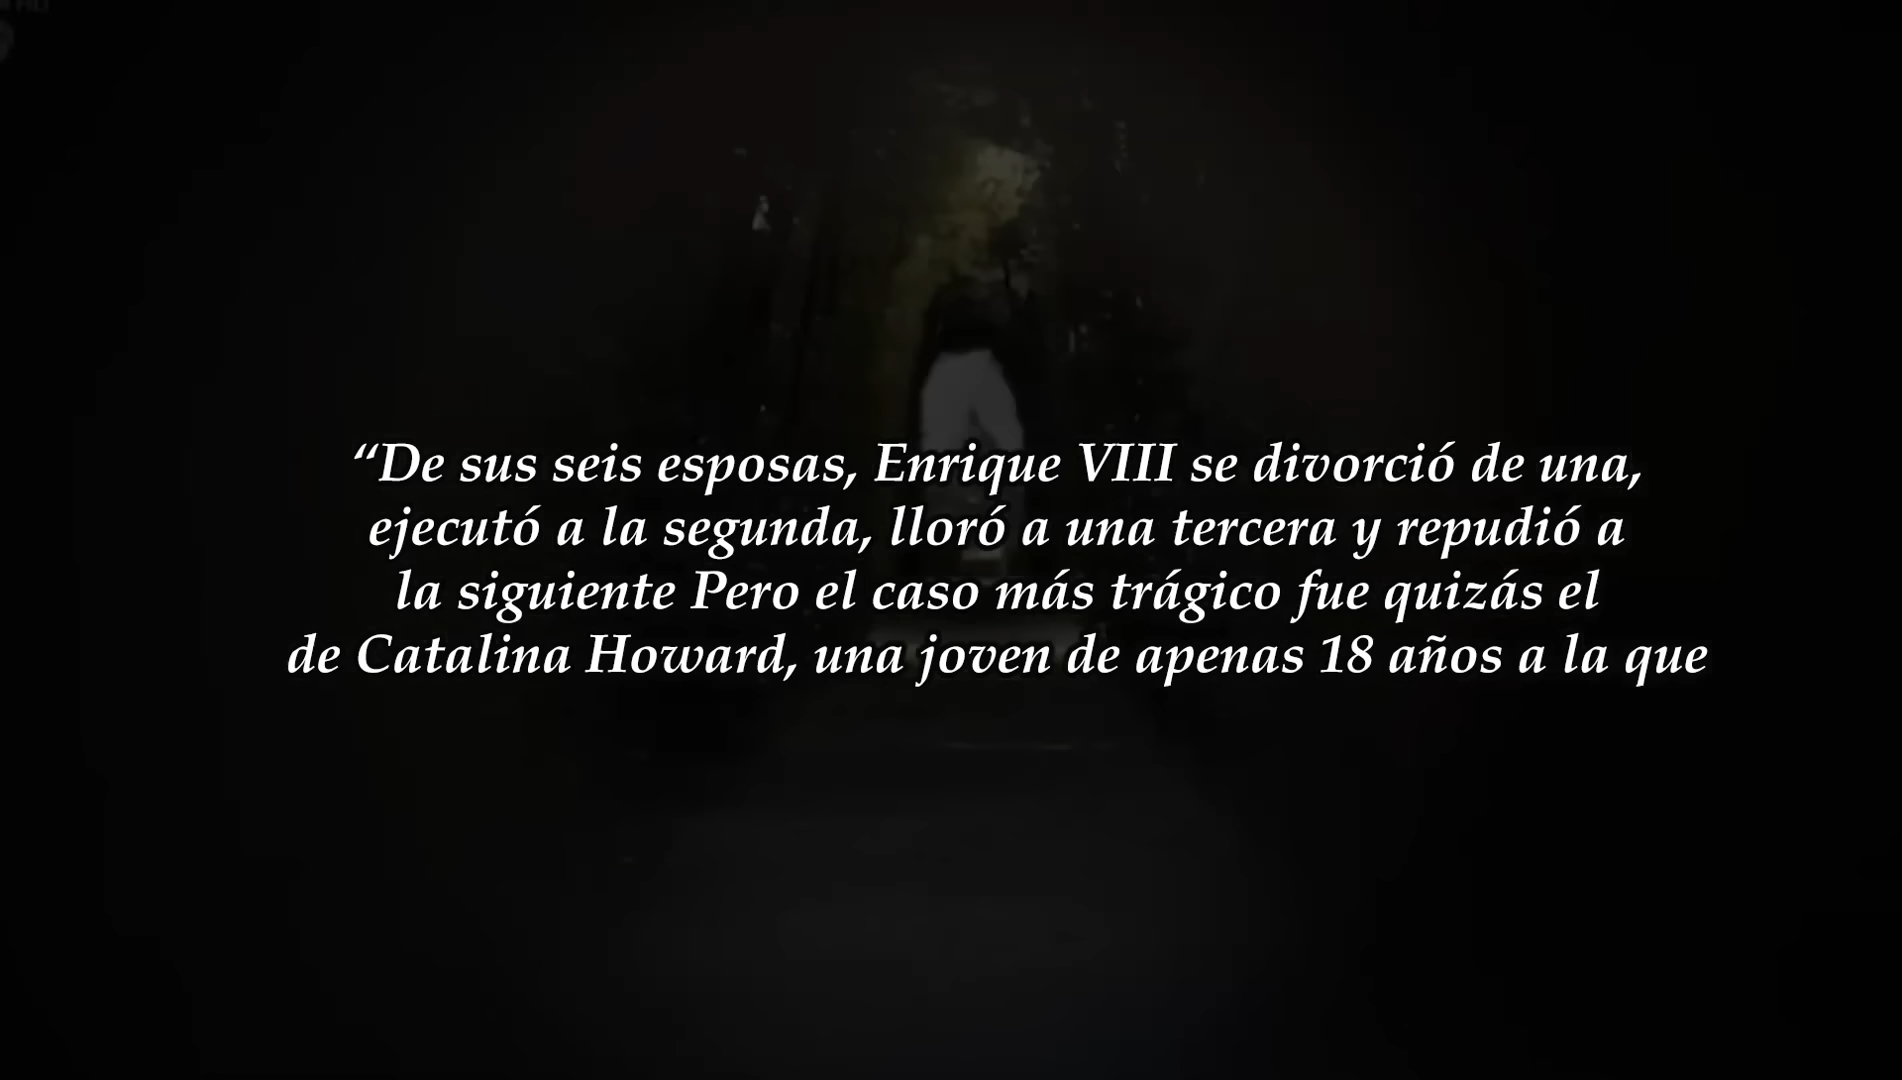 “De sus seis esposas, Enrique VIII se divorció de una,
ejecutó a la segunda, lloró a una tercera y repudió a
la siguiente Pero el caso más trágico fue quizás el
de Catalina Howard, una joven de apenas 18 años a la que